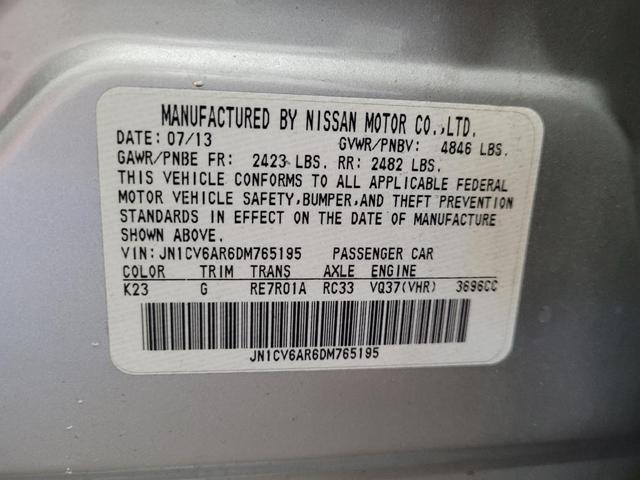 MANUFACTURED BY NISSAN MOTOR CO.,LTD.
DATE: 07/13 GVWR/PNBV: 4846 LBS.
GAWR/PNBE FR: 2423 LBS. RR: 2482 LBS.
THIS VEHICLE CONFORMS TO ALL APPLICABLE FEDERAL
MOTOR VEHICLE SAFETY,BUMPER,AND THEFT PREVENTION
STANDARDS IN EFFECT ON THE DATE OF MANUFACTURE
SHOWN ABOVE.
VIN: JN1CV6AR6DM765195 PASSENGER CAR
COLOR TRIM TRANS AXLE ENGINE
K23 G RE7R01A RC33 VQ37(VHR) 3696CC
JN1CV6AR6DM765195